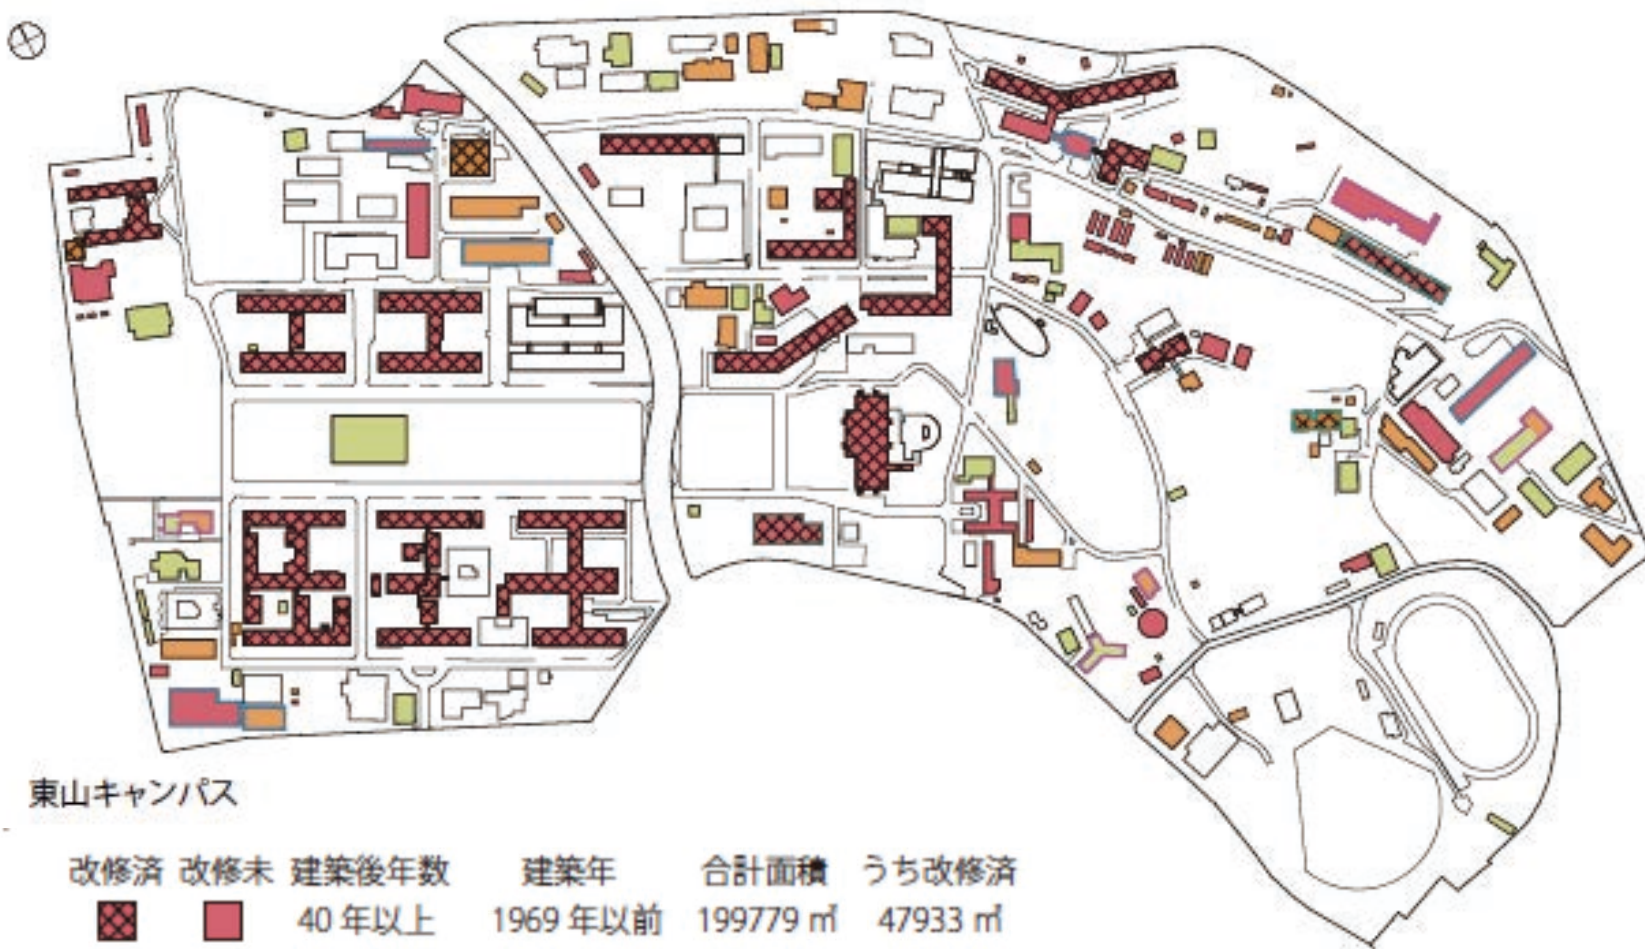 東山キャンパス
改修済 改修未 建築後年数 建築年 合計面積 うち改修済
40 年以上 1969 年以前 199779 ㎡ 47933 ㎡